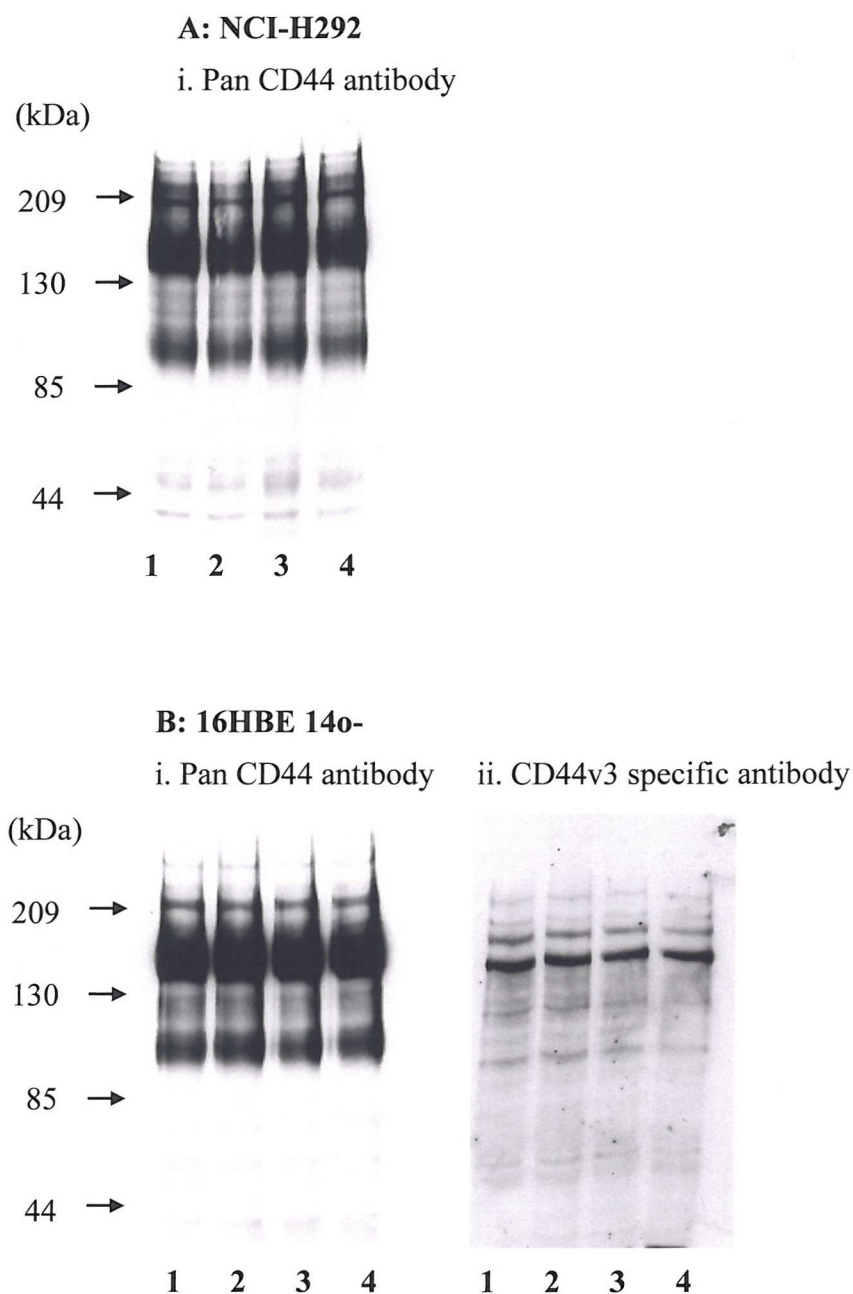 A: NCI-H292
i. Pan CD44 antibody
(kDa)
209
130
85
44
1 2 3 4
B: 16HBE 14o-
i. Pan CD44 antibody
ii. CD44v3 specific antibody
(kDa)
209
130
85
44
1 2 3 4
1 2 3 4